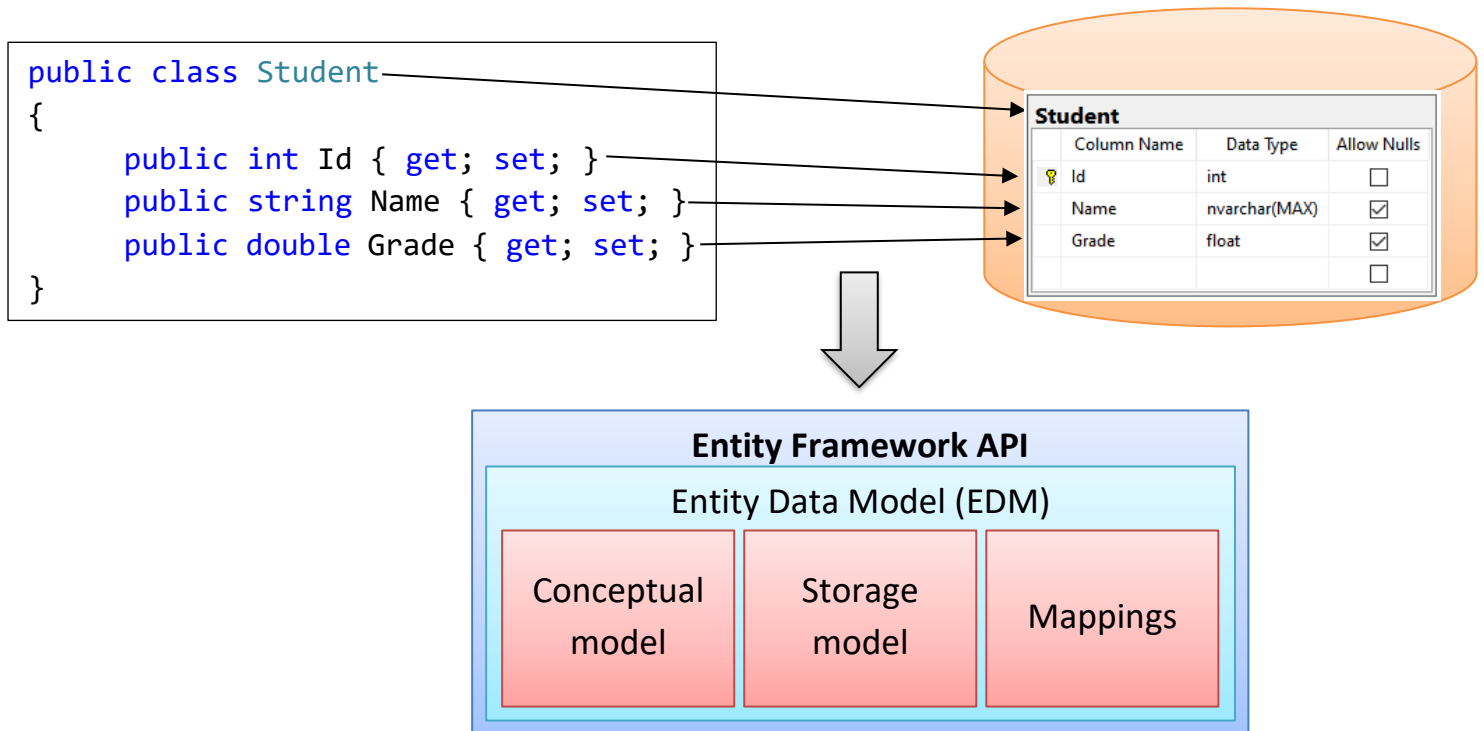 public class Student
{
public int Id { get; set; }
public string Name { get; set; }
public double Grade { get; set; }
}
Student
Column Name Data Type Allow Nulls
Id int
Name nvarchar(MAX)
Grade float
Entity Framework API
Entity Data Model (EDM)
Conceptual
model
Storage
model
Mappings